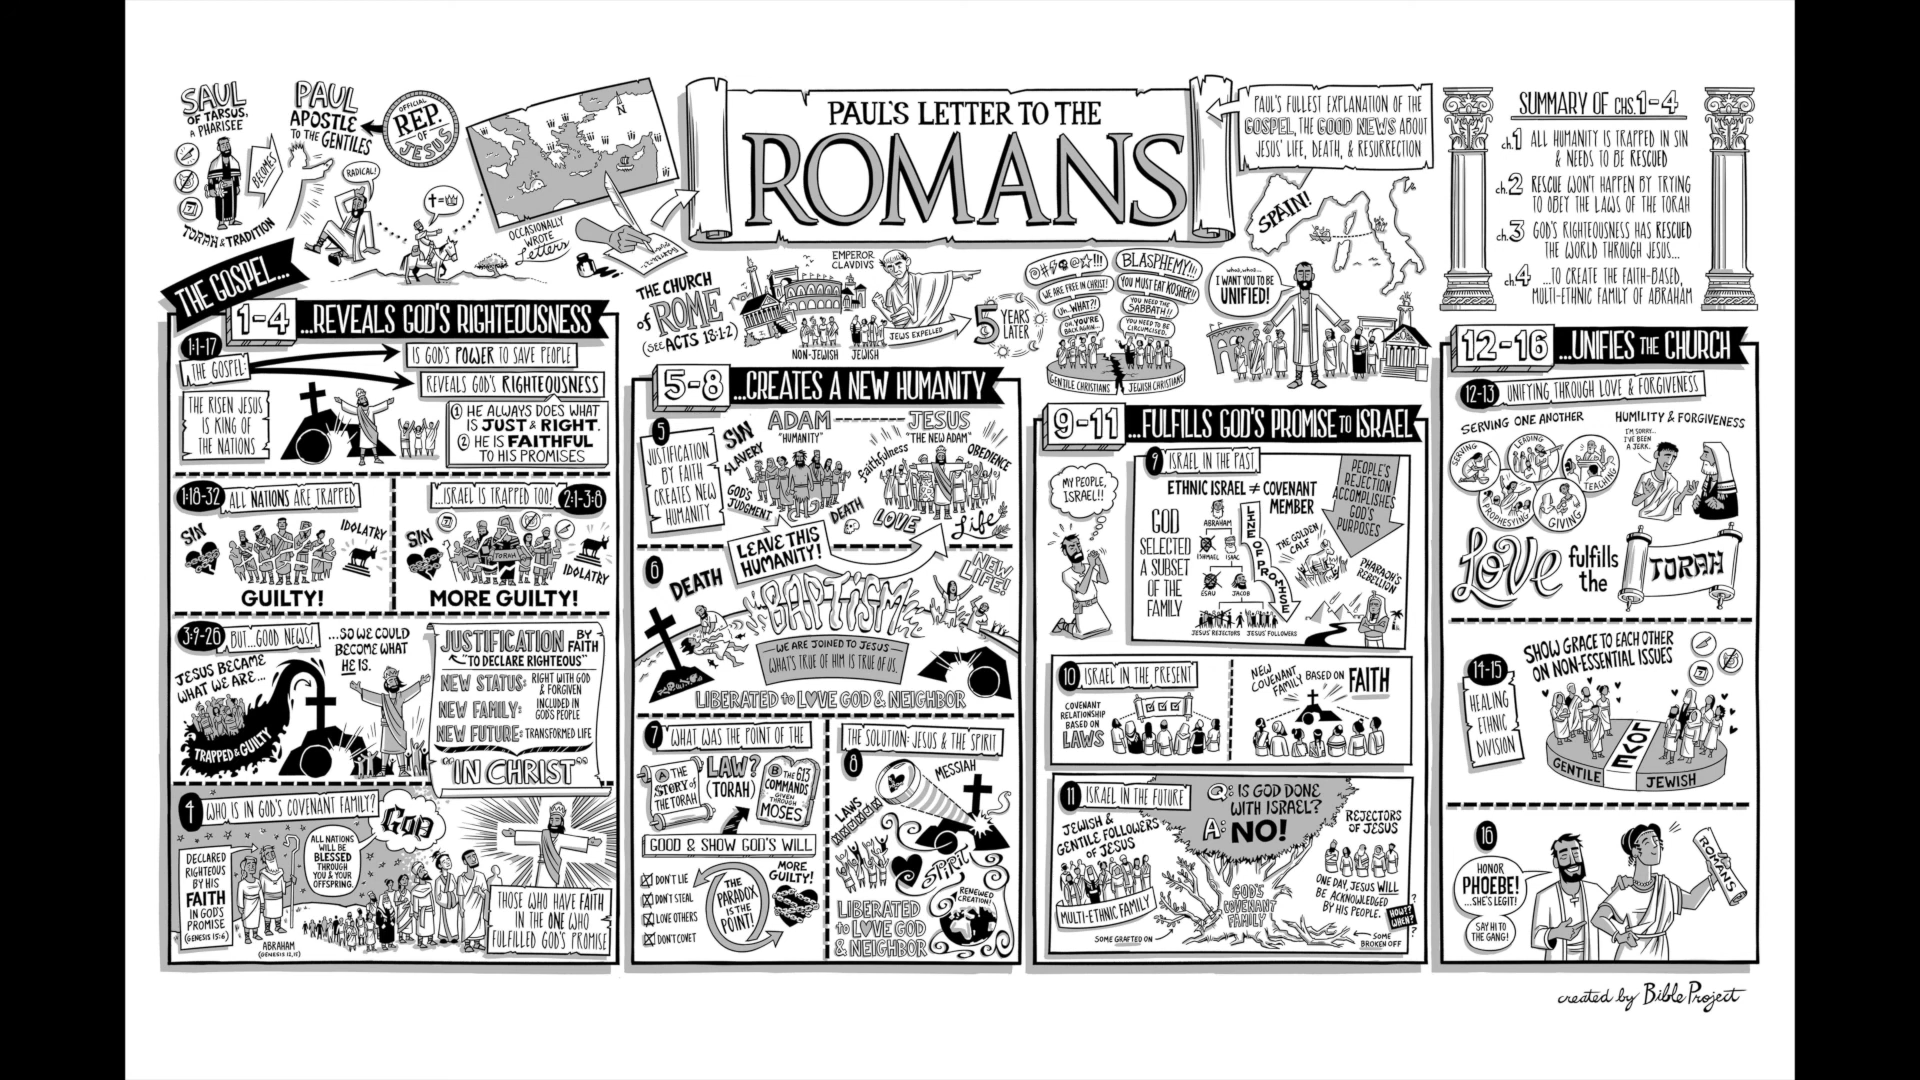 SAUL
OF TARSUS,
A PHARISEE
BECOMES
TORAH & TRADITION
PAUL
APOSTLE
TO THE GENTILES
OFFICIAL
REP.
OF
JESUS
RADICAL!
N
OCCASIONALLY
WROTE
Letters
PAUL'S LETTER TO THE
ROMANS
PAUL'S FULLEST EXPLANATION OF THE
GOSPEL, THE GOOD NEWS ABOUT
JESUS' LIFE, DEATH, & RESURRECTION
SPAIN!
THE CHURCH
of ROME
(SEE ACTS 18:1-2)
EMPEROR
CLAUDIUS
NON-JEWISH
JEWISH
JEWS EXPELLED
5 YEARS
LATER
@#!$@☆!!!
WE ARE FREE IN CHRIST!
UH...WHAT?!
OH, YOU'RE
BACK AGAIN...
BLASPHEMY!!!
YOU MUST EAT KOSHER!!
YOU NEED THE
SABBATH!!
YOU NEED TO BE
CIRCUMCISED.
GENTILE CHRISTIANS
JEWISH CHRISTIANS
whoa, whoa...
I WANT YOU TO BE
UNIFIED!
SUMMARY OF CHS. 1-4
ch.1 ALL HUMANITY IS TRAPPED IN SIN
& NEEDS TO BE RESCUED
ch.2 RESCUE WON'T HAPPEN BY TRYING
TO OBEY THE LAWS OF THE TORAH
ch.3 GOD'S RIGHTEOUSNESS HAS RESCUED
THE WORLD THROUGH JESUS...
ch.4 ...TO CREATE THE FAITH-BASED,
MULTI-ETHNIC FAMILY OF ABRAHAM
THE GOSPEL...
1-4 ...REVEALS GOD'S RIGHTEOUSNESS
1:1-17
THE GOSPEL:
IS GOD'S POWER TO SAVE PEOPLE
REVEALS GOD'S RIGHTEOUSNESS
THE RISEN JESUS
IS KING OF
THE NATIONS
① HE ALWAYS DOES WHAT
IS JUST & RIGHT.
② HE IS FAITHFUL
TO HIS PROMISES
1:18-32 ALL NATIONS ARE TRAPPED
SIN
IDOLATRY
GUILTY!
...ISRAEL IS TRAPPED TOO! 2:1-3:8
SIN
TORAH
IDOLATRY
MORE GUILTY!
3:9-26 BUT...GOOD NEWS!
JESUS BECAME
WHAT WE ARE...
TRAPPED & GUILTY
...SO WE COULD
BECOME WHAT
HE IS.
JUSTIFICATION BY
FAITH
"TO DECLARE RIGHTEOUS"
NEW STATUS: RIGHT WITH GOD
& FORGIVEN
NEW FAMILY: INCLUDED IN
GOD'S PEOPLE
NEW FUTURE: TRANSFORMED LIFE
"IN CHRIST"
4 WHO IS IN GOD'S COVENANT FAMILY?
GOD
DECLARED
RIGHTEOUS
BY HIS
FAITH
IN GOD'S
PROMISE
(GENESIS 15:6)
ALL NATIONS
WILL BE
BLESSED
THROUGH
YOU & YOUR
OFFSPRING.
ABRAHAM
(GENESIS 12, 15)
THOSE WHO HAVE FAITH
IN THE ONE WHO
FULFILLED GOD'S PROMISE
5-8 ...CREATES A NEW HUMANITY
5
JUSTIFICATION
BY FAITH
CREATES NEW
HUMANITY
SIN
SLAVERY
GOD'S
JUDGMENT
ADAM
"HUMANITY"
DEATH
JESUS
"THE NEW ADAM"
faithfulness
OBEDIENCE
LOVE
Life
LEAVE THIS
HUMANITY!
6
DEATH
BAPTISM
NEW
LIFE!
WE ARE JOINED TO JESUS
WHAT'S TRUE OF HIM IS TRUE OF US.
LIBERATED to LOVE GOD & NEIGHBOR
7 WHAT WAS THE POINT OF THE
LAW?
(TORAH)
A THE
STORY of
THE TORAH
B THE 613
COMMANDS
GIVEN
THROUGH
MOSES
GOOD & SHOW GOD'S WILL
DON'T LIE
DON'T STEAL
LOVE OTHERS
DON'T COVET
THE
PARADOX
IS THE
POINT!
MORE
GUILTY!
THE SOLUTION: JESUS & THE SPIRIT
8
MESSIAH
LAWS
SPIRIT
RENEWED
CREATION!
LIBERATED
to LOVE GOD
& NEIGHBOR
9-11 ...FULFILLS GOD'S PROMISE TO ISRAEL
MY PEOPLE,
ISRAEL!!
9 ISRAEL IN THE PAST
ETHNIC ISRAEL ≠ COVENANT
MEMBER
GOD
SELECTED
A SUBSET
OF THE
FAMILY
ABRAHAM
ISHMAEL
ISAAC
ESAU
JACOB
LINE OF PROMISE
JESUS' REJECTORS
JESUS' FOLLOWERS
THE GOLDEN
CALF
PEOPLE'S
REJECTION
ACCOMPLISHES
GOD'S
PURPOSES
PHARAOH'S
REBELLION
10 ISRAEL IN THE PRESENT
COVENANT
RELATIONSHIP
BASED ON
LAWS
NEW
COVENANT
FAMILY BASED ON FAITH
11 ISRAEL IN THE FUTURE
Q: IS GOD DONE
WITH ISRAEL?
A: NO!
JEWISH &
GENTILE FOLLOWERS
OF JESUS
MULTI-ETHNIC FAMILY
SOME GRAFTED ON
GOD'S
COVENANT
FAMILY
REJECTORS
OF JESUS
ONE DAY, JESUS WILL
BE ACKNOWLEDGED
BY HIS PEOPLE.
HOW??
WHEN?
SOME
BROKEN OFF
12-16 ...UNIFIES THE CHURCH
12-13 UNIFYING THROUGH LOVE & FORGIVENESS
SERVING ONE ANOTHER
SERVING
LEADING
TEACHING
PROPHESYING
GIVING
HUMILITY & FORGIVENESS
I'M SORRY...
I'VE BEEN
A JERK.
LOVE fulfills
the
TORAH
14-15
HEALING
ETHNIC
DIVISION
SHOW GRACE TO EACH OTHER
ON NON-ESSENTIAL ISSUES
GENTILE
LOVE
JEWISH
16
HONOR
PHOEBE!
...SHE'S LEGIT!
SAY HI TO
THE GANG!
ROMANS
created by BibleProject